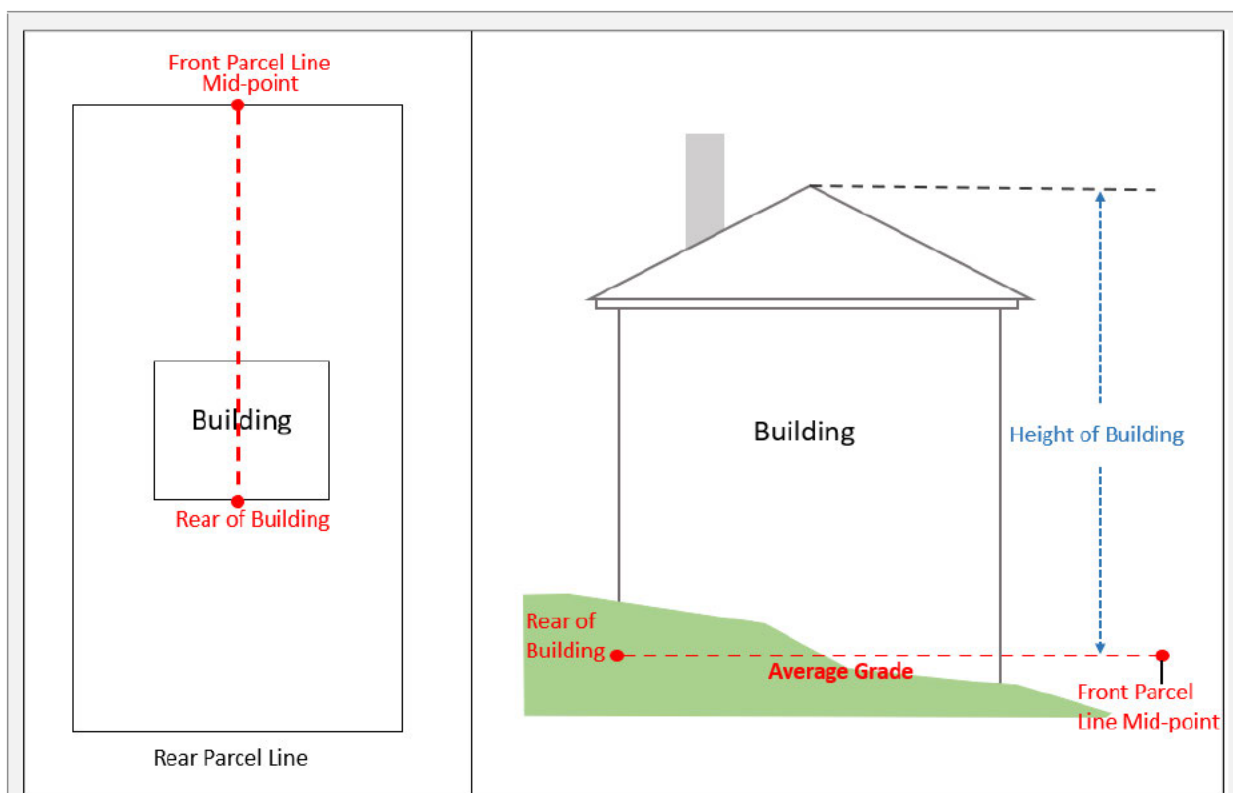 Front Parcel Line
Mid-point
Building
Rear of Building
Rear Parcel Line
Building
Height of Building
Rear of
Building
Average Grade
Front Parcel
Line Mid-point